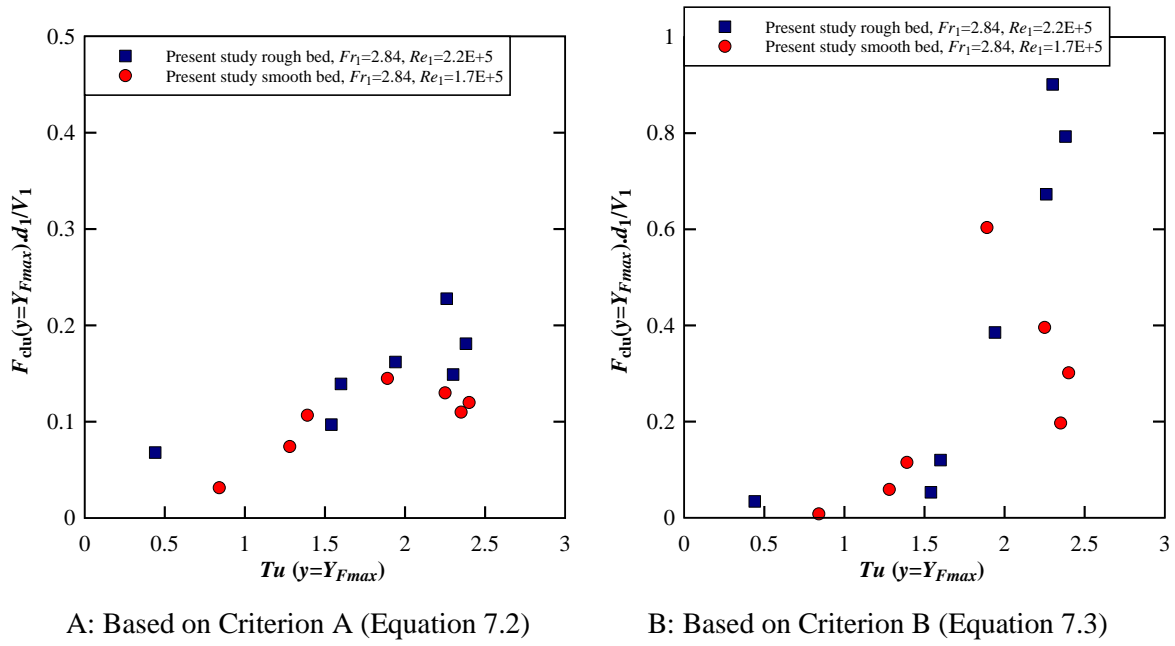 Present study rough bed, Fr1=2.84, Re1=2.2E+5
Present study smooth bed, Fr1=2.84, Re1=1.7E+5
0.5
0.4
0.3
0.2
0.1
0
0 0.5 1 1.5 2 2.5 3
Fclu(y=YFmax).d1/V1
Tu (y=YFmax)
A: Based on Criterion A (Equation 7.2)
Present study rough bed, Fr1=2.84, Re1=2.2E+5
Present study smooth bed, Fr1=2.84, Re1=1.7E+5
1
0.8
0.6
0.4
0.2
0
0 0.5 1 1.5 2 2.5 3
Fclu(y=YFmax).d1/V1
Tu (y=YFmax)
B: Based on Criterion B (Equation 7.3)